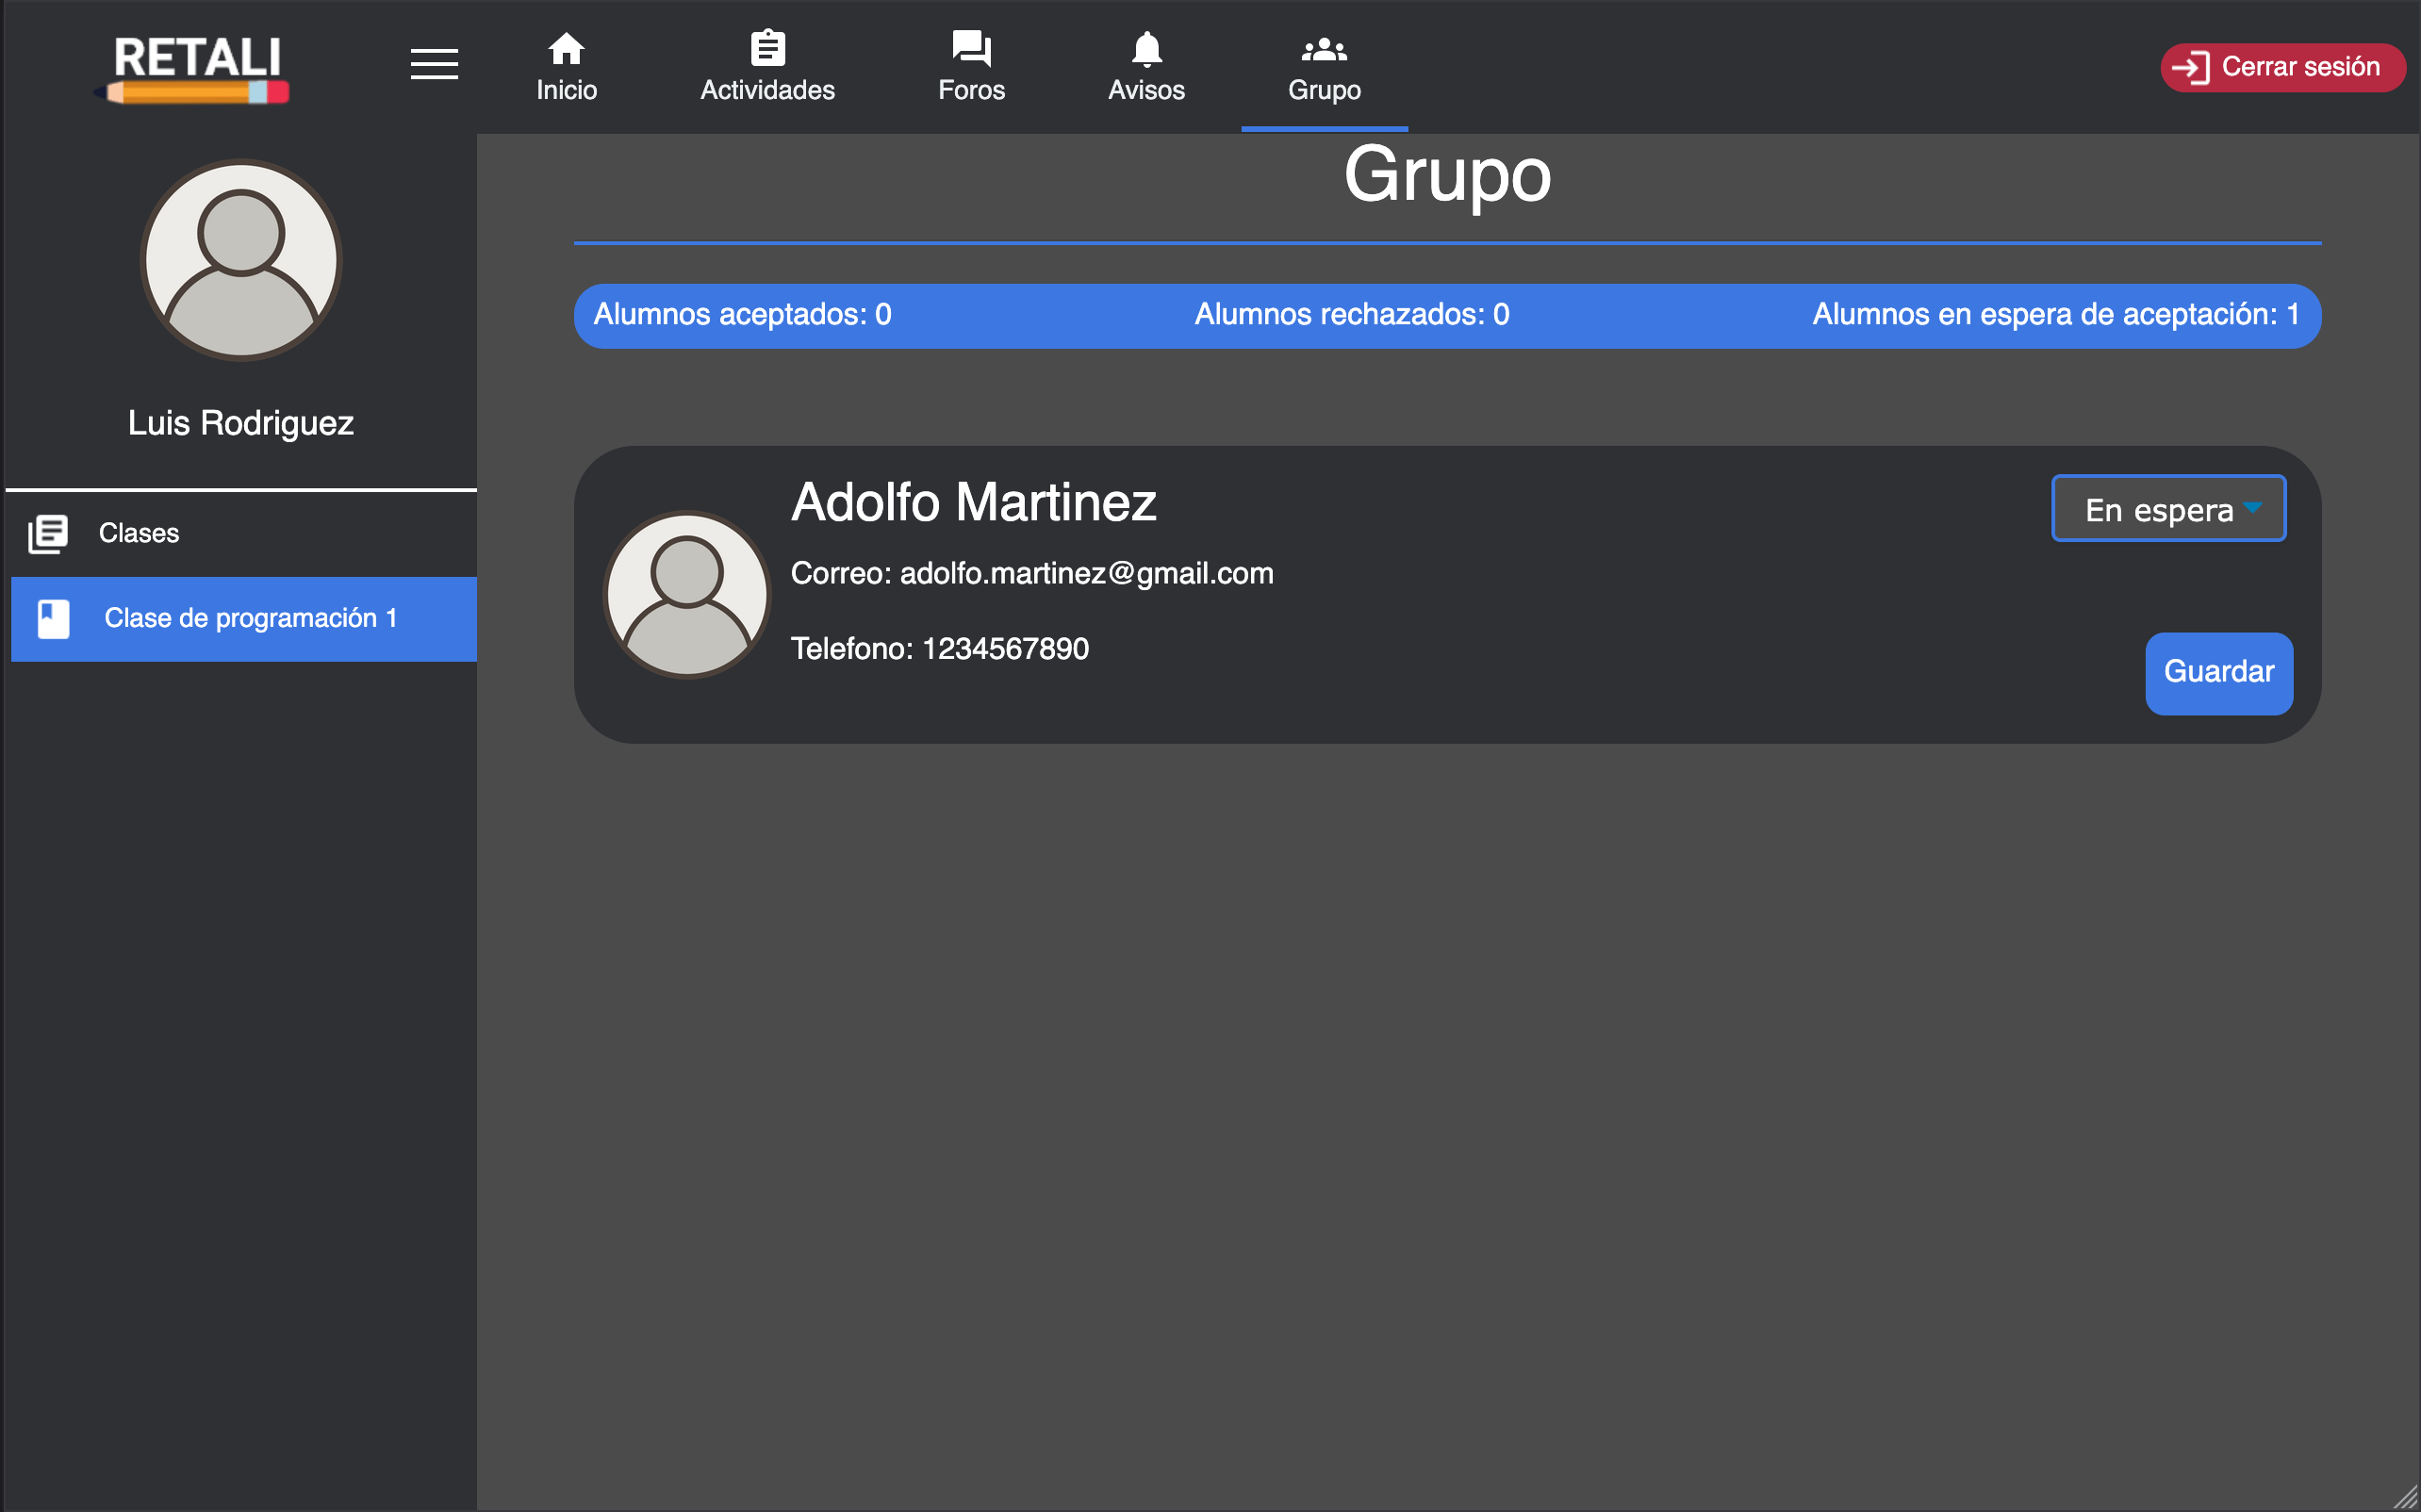 RETALI
Inicio
Actividades
Foros
Avisos
Grupo
Cerrar sesión
Luis Rodriguez
Clases
Clase de programación 1
Grupo
Alumnos aceptados: 0
Alumnos rechazados: 0
Alumnos en espera de aceptación: 1
Adolfo Martinez
En espera
Correo: adolfo.martinez@gmail.com
Telefono: 1234567890
Guardar